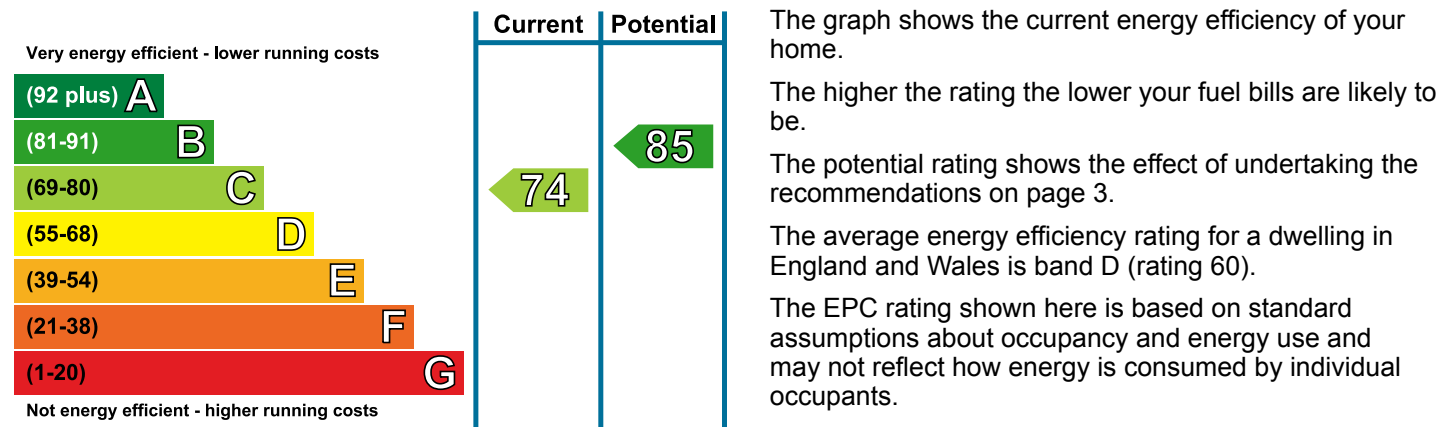 Current Potential
Very energy efficient - lower running costs
(92 plus) A
(81-91) B
85
(69-80) C
74
(55-68) D
(39-54) E
(21-38) F
(1-20) G
Not energy efficient - higher running costs
The graph shows the current energy efficiency of your
home.
The higher the rating the lower your fuel bills are likely to
be.
The potential rating shows the effect of undertaking the
recommendations on page 3.
The average energy efficiency rating for a dwelling in
England and Wales is band D (rating 60).
The EPC rating shown here is based on standard
assumptions about occupancy and energy use and
may not reflect how energy is consumed by individual
occupants.